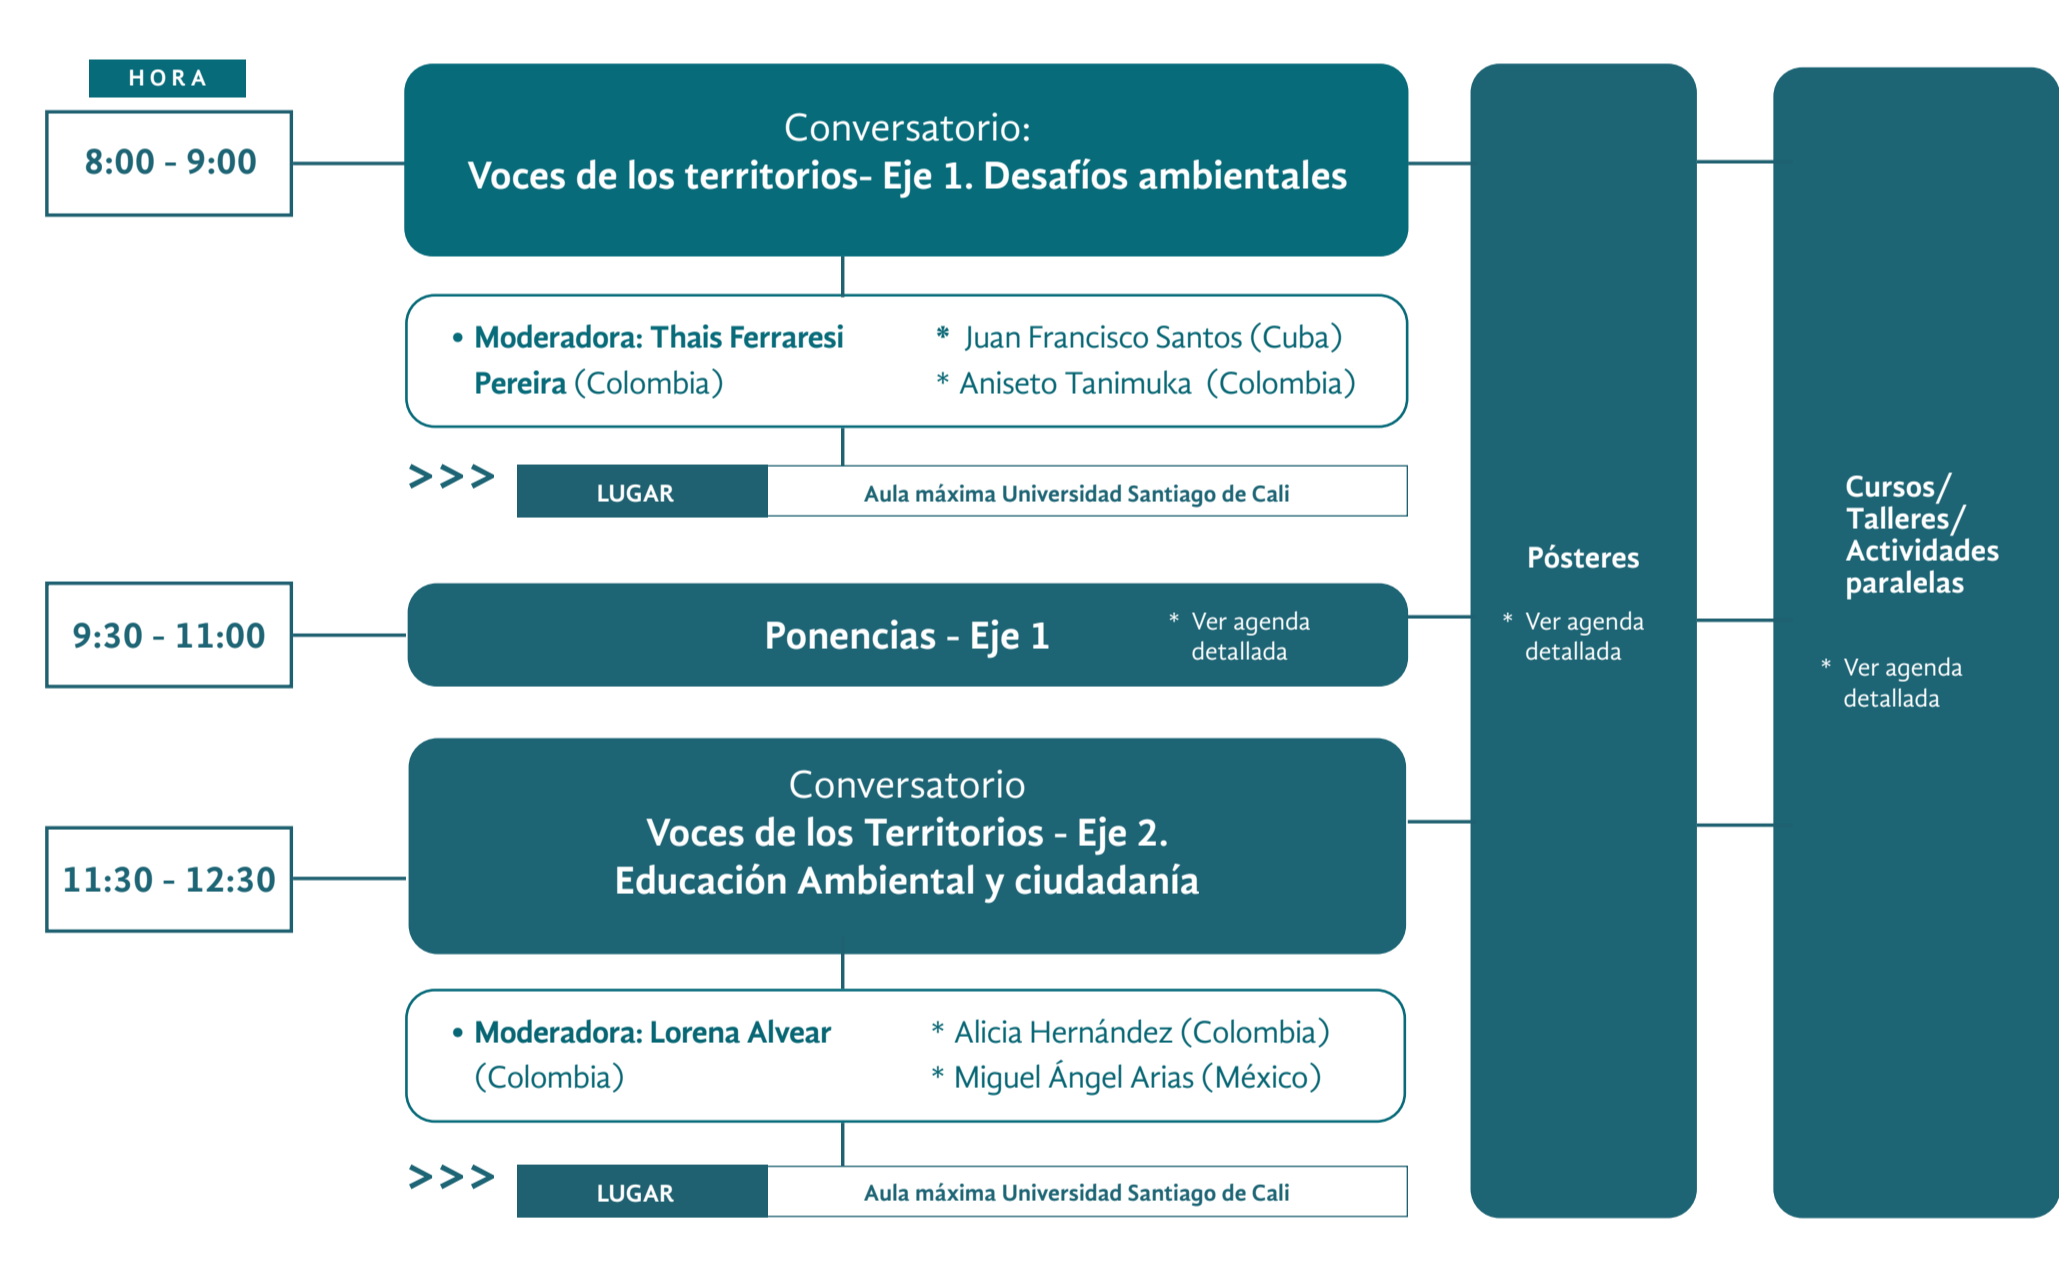 HORA
8:00 - 9:00
Conversatorio:
Voces de los territorios- Eje 1. Desafíos ambientales
• Moderadora: Thais Ferraresi
Pereira (Colombia)
* Juan Francisco Santos (Cuba)
* Aniseto Tanimuka (Colombia)
>>>
LUGAR
Aula máxima Universidad Santiago de Cali
9:30 - 11:00
Ponencias - Eje 1
* Ver agenda
detallada
11:30 - 12:30
Conversatorio
Voces de los Territorios - Eje 2.
Educación Ambiental y ciudadanía
• Moderadora: Lorena Alvear
(Colombia)
* Alicia Hernández (Colombia)
* Miguel Ángel Arias (México)
>>>
LUGAR
Aula máxima Universidad Santiago de Cali
Pósteres
* Ver agenda
detallada
Cursos/
Talleres/
Actividades
paralelas
* Ver agenda
detallada